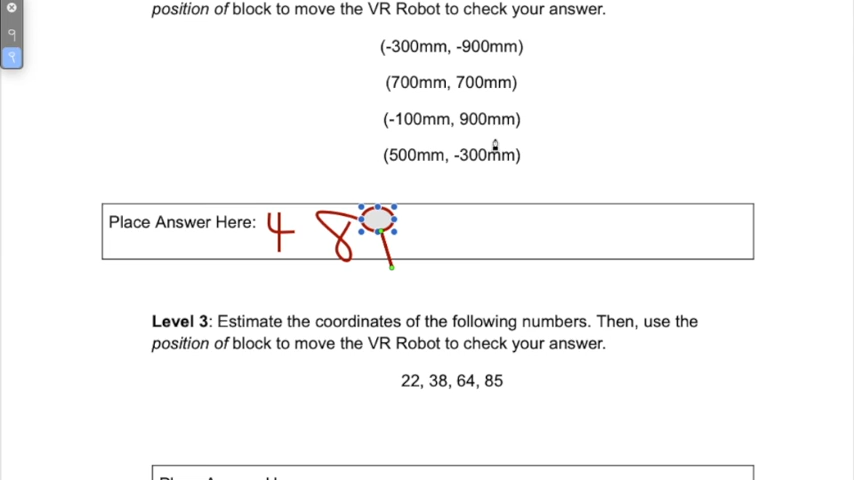 position of block to move the VR Robot to check your answer.
(-300mm, -900mm)
(700mm, 700mm)
(-100mm, 900mm)
(500mm, -300mm)
Place Answer Here: 4 89
Level 3: Estimate the coordinates of the following numbers. Then, use the
position of block to move the VR Robot to check your answer.
22, 38, 64, 85